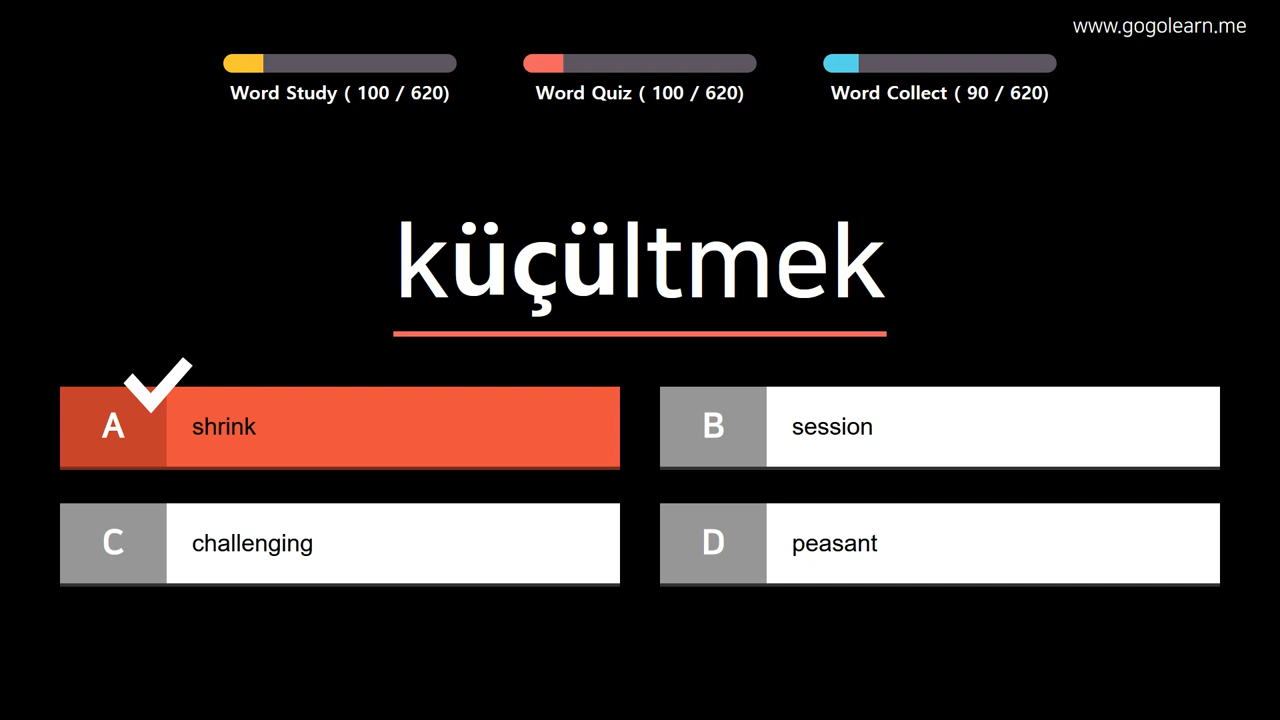 www.gogolearn.me
Word Study ( 100 / 620)
Word Quiz ( 100 / 620)
Word Collect ( 90 / 620)
küçültmek
A shrink
B session
C challenging
D peasant